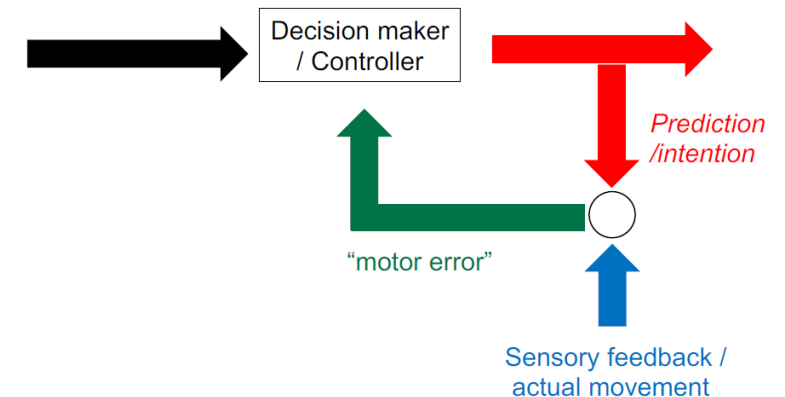 Decision maker
/ Controller
Prediction
/intention
“motor error”
Sensory feedback /
actual movement